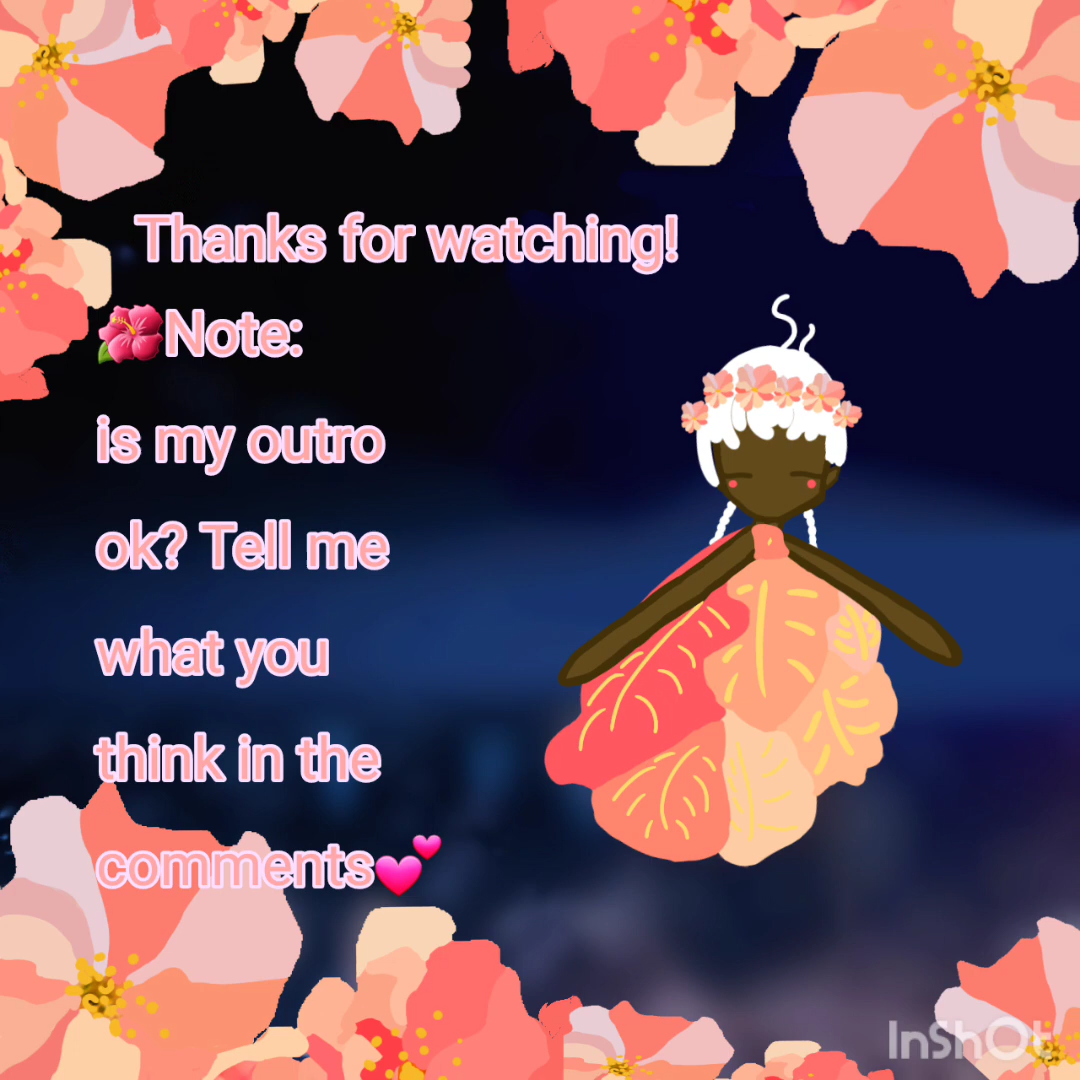 Thanks for watching!
🌺Note:
is my outro
ok? Tell me
what you
think in the
comments💕
InShOt